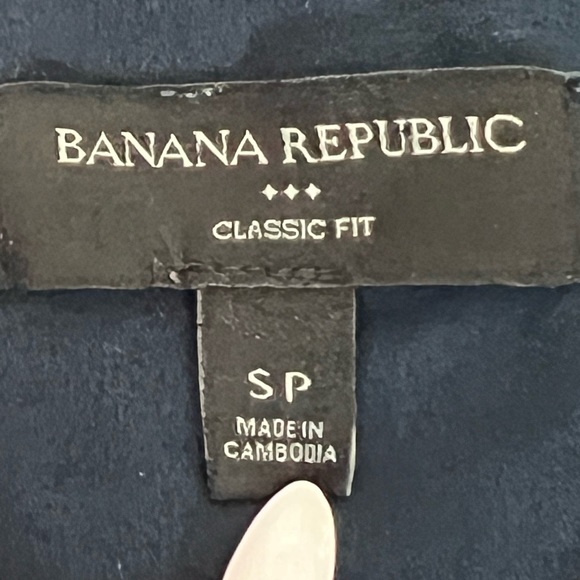 BANANA REPUBLIC
CLASSIC FIT
SP
MADE IN
CAMBODIA